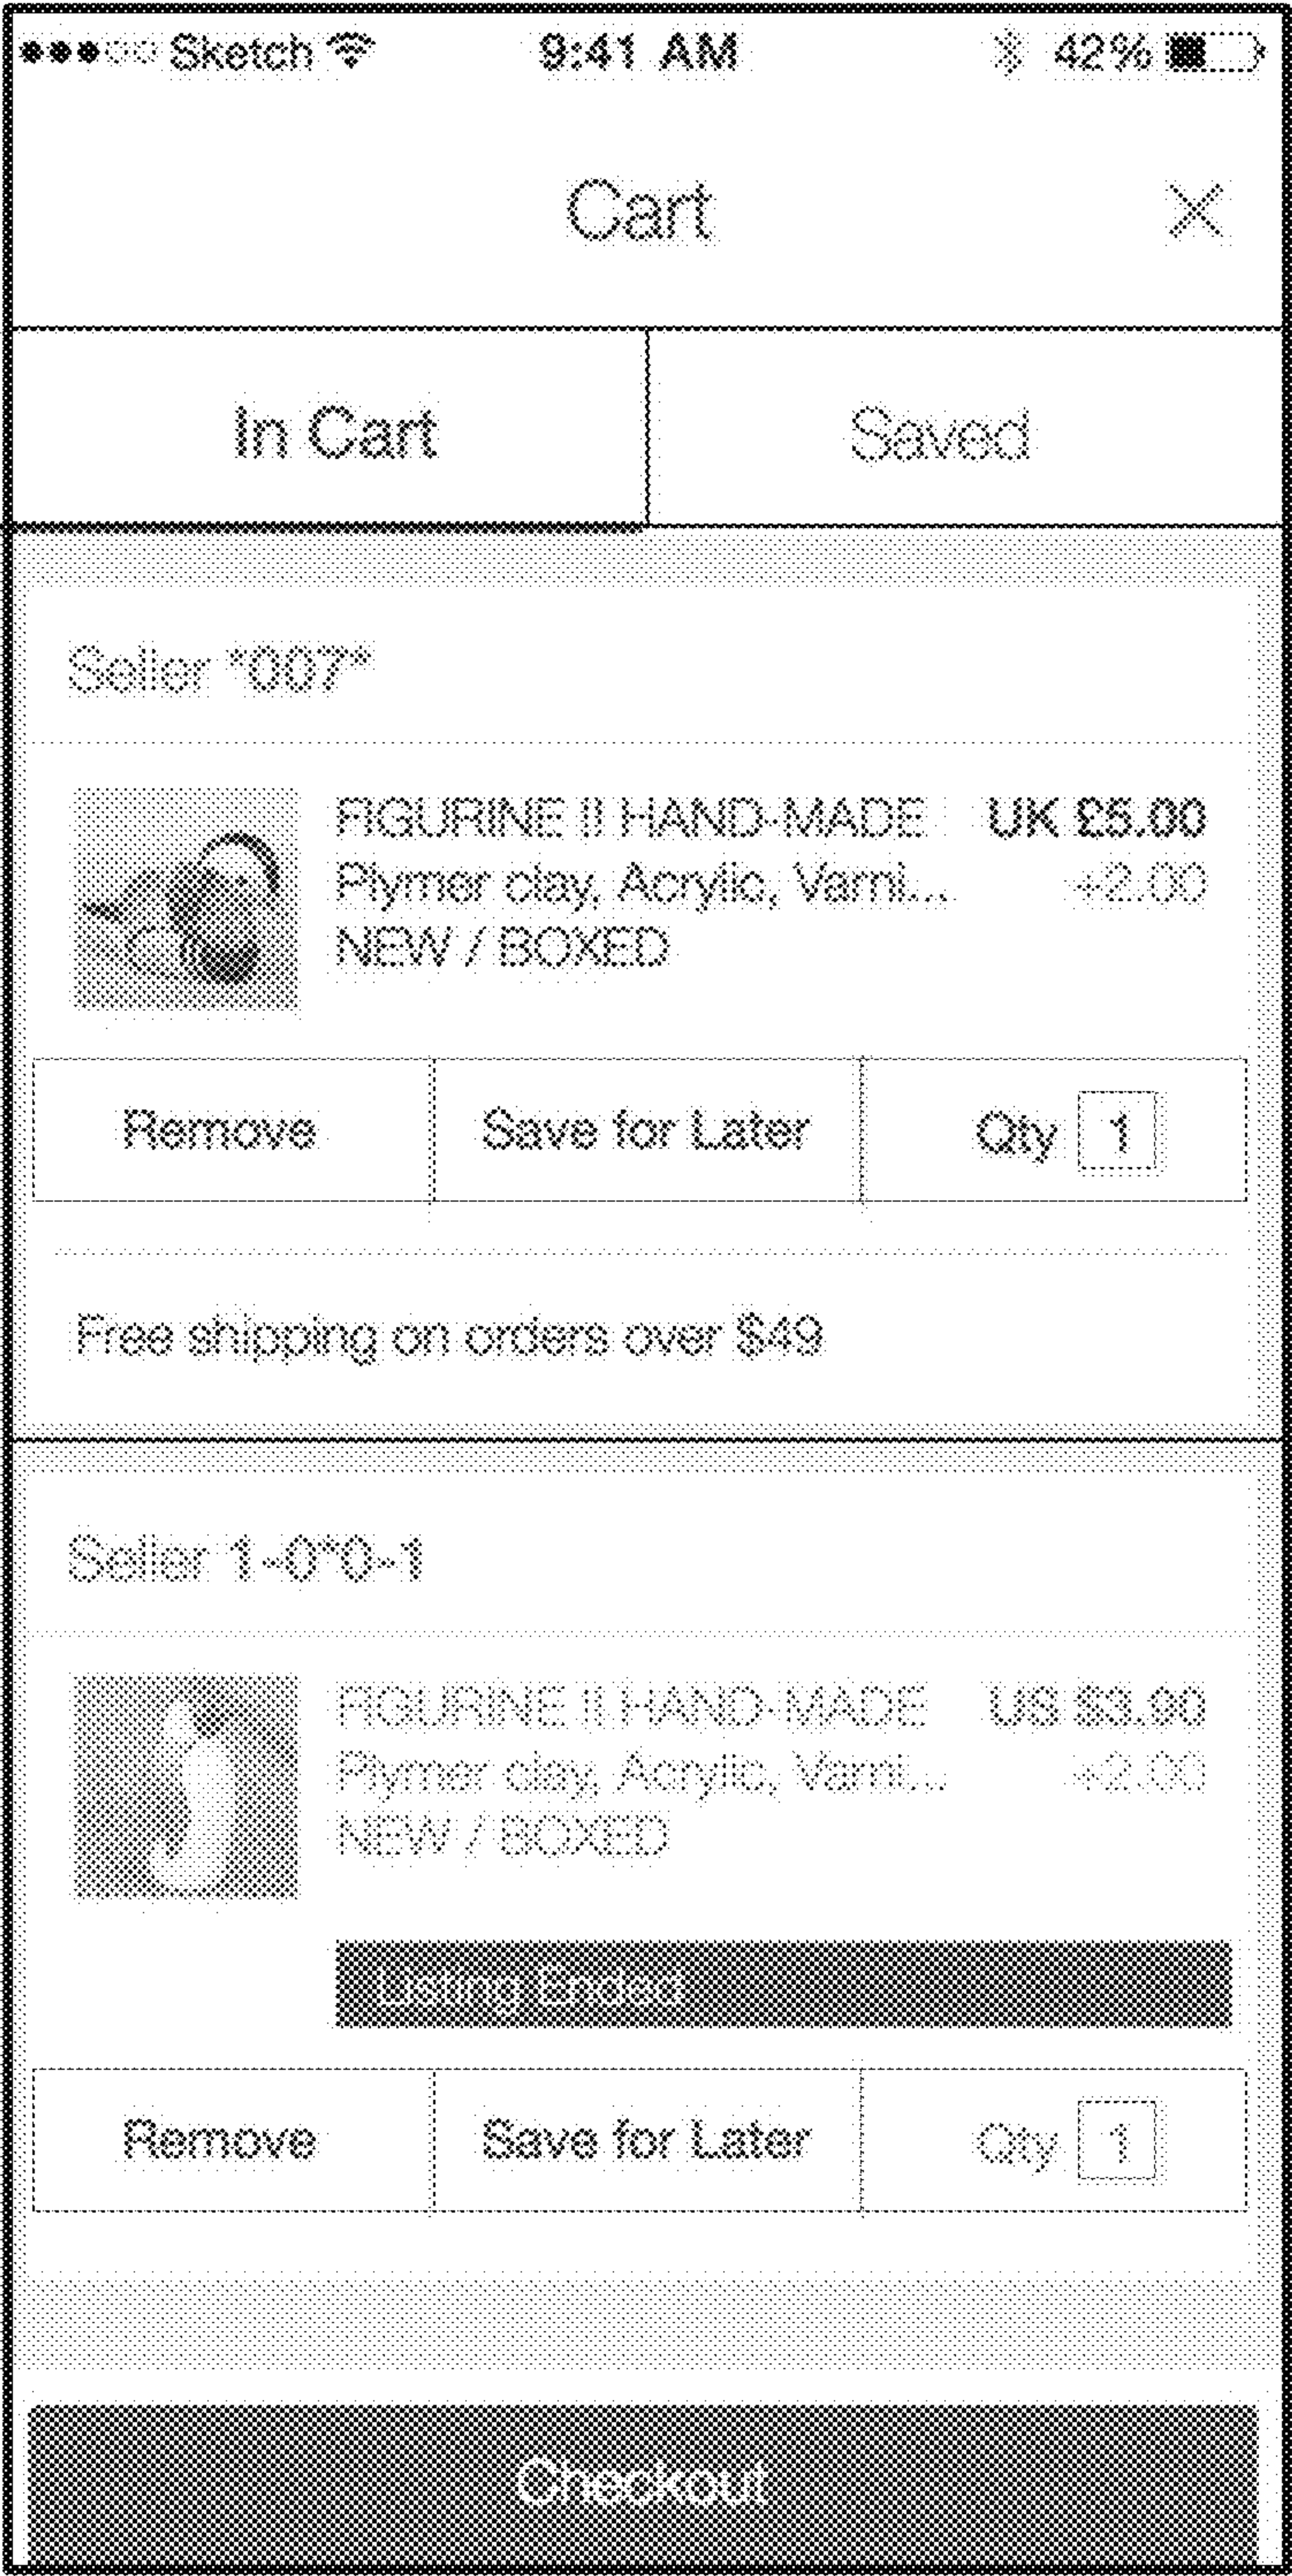 Sketch 9:41 AM 42%
Cart
In Cart Saved
Seller *007*
FIGURINE !! HAND-MADE UK £5.00
Plymer clay, Acrylic, Varni... +2.00
NEW / BOXED
Remove Save for Later Qty 1
Free shipping on orders over $49
Seller 1-0*0-1
FIGURINE !! HAND-MADE US $3.90
Plymer clay, Acrylic, Varni... +2.00
NEW / BOXED
Listing Ended
Remove Save for Later Qty 1
Checkout